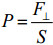 P = F⊥/S